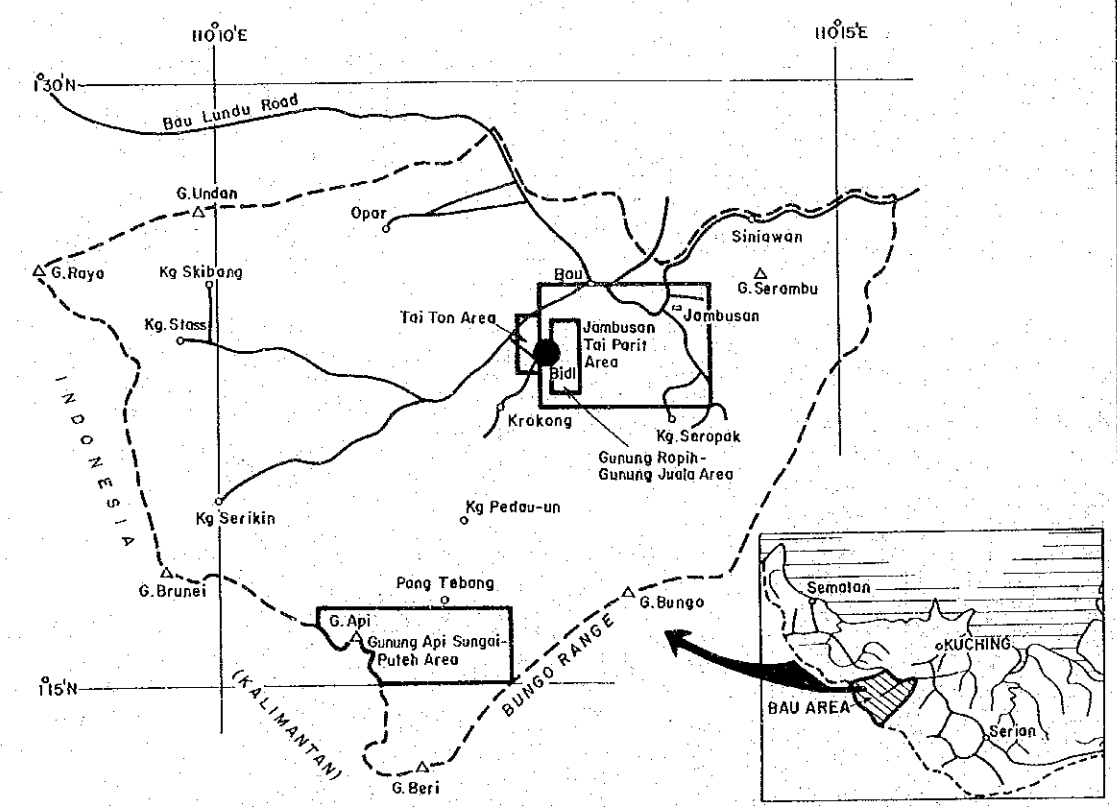 110°10'E
110°15'E
1°30'N
Bau Lundu Road
G.Undan
Opar
Siniawan
G.Raya
Kg Skibang
Bau
G. Serambu
Tai Ton Area
Jambusan
Kg. Stass
Jambusan
Tai Parit
Area
Bidi
INDONESIA
Krokong
Kg. Seropak
Gunung Ropih-
Gunung Juala Area
Kg Serikin
Kg Pedau-un
G. Brunei
Pang Tebang
G. Bungo
Sematan
G. Api
Gunung Api Sungai-
Puteh Area
BUNGO RANGE
KUCHING
1°15'N
(KALIMANTAN)
BAU AREA
Serian
G. Beri